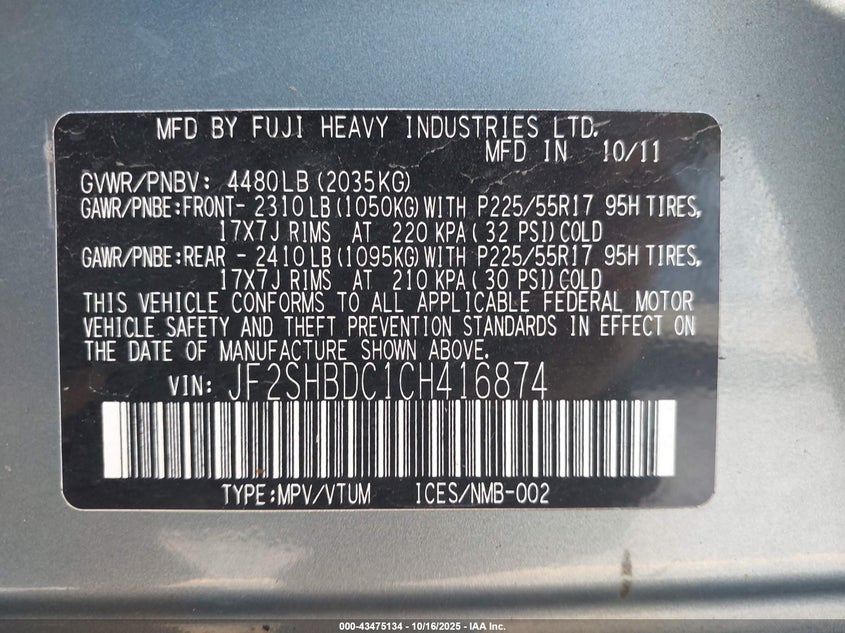 MFD BY FUJI HEAVY INDUSTRIES LTD.
MFD IN 10/11
GVWR/PNBV: 4480LB (2035KG)
GAWR/PNBE:FRONT- 2310LB (1050KG) WITH P225/55R17 95H TIRES,
17X7J RIMS AT 220 KPA (32 PSI) COLD
GAWR/PNBE:REAR - 2410LB (1095KG) WITH P225/55R17 95H TIRES,
17X7J RIMS AT 210 KPA (30 PSI) COLD
THIS VEHICLE CONFORMS TO ALL APPLICABLE FEDERAL MOTOR
VEHICLE SAFETY AND THEFT PREVENTION STANDARDS IN EFFECT ON
THE DATE OF MANUFACTURE SHOWN ABOVE.
VIN: JF2SHBDC1CH416874
TYPE:MPV/VTUM ICES/NMB-002
000-43475134 - 10/16/2025 - IAA Inc.